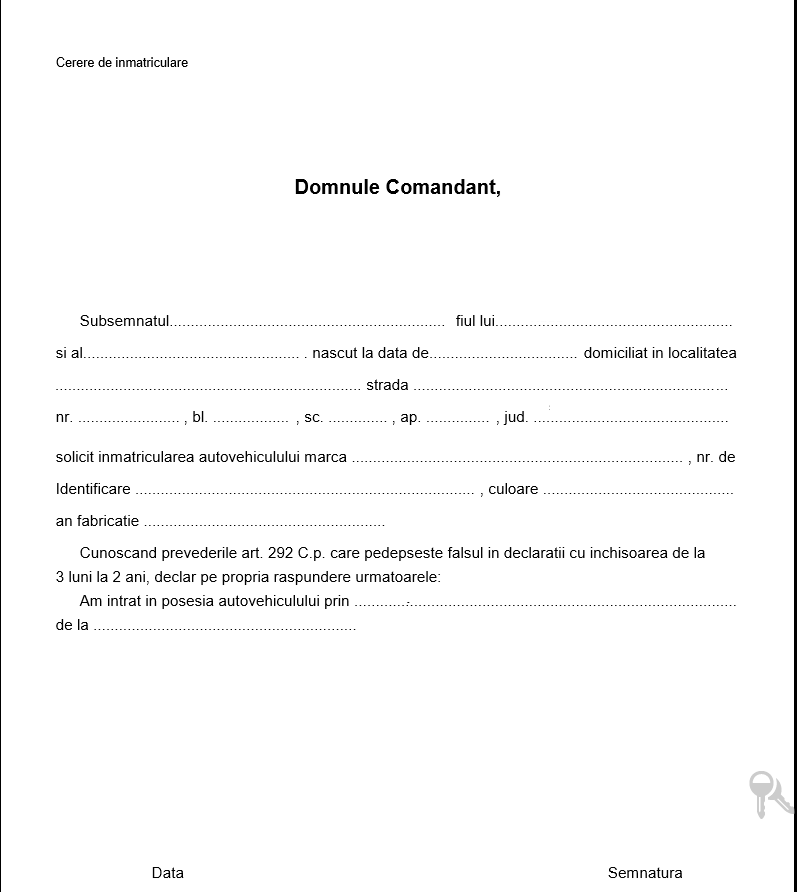 Cerere de inmatriculare
Domnule Comandant,
Subsemnatul................................................................. fiul lui........................................................
si al................................................... . nascut la data de................................... domiciliat in localitatea
........................................................................ strada ..........................................................................
nr. ........................ , bl. .................. , sc. .............. , ap. ............... , jud. ..............................................
solicit inmatricularea autovehiculului marca .............................................................................. , nr. de
Identificare ................................................................................ , culoare .............................................
an fabricatie .........................................................
Cunoscand prevederile art. 292 C.p. care pedepseste falsul in declaratii cu inchisoarea de la
3 luni la 2 ani, declar pe propria raspundere urmatoarele:
Am intrat in posesia autovehiculului prin ..........................................................................................
de la ..............................................................
Data Semnatura